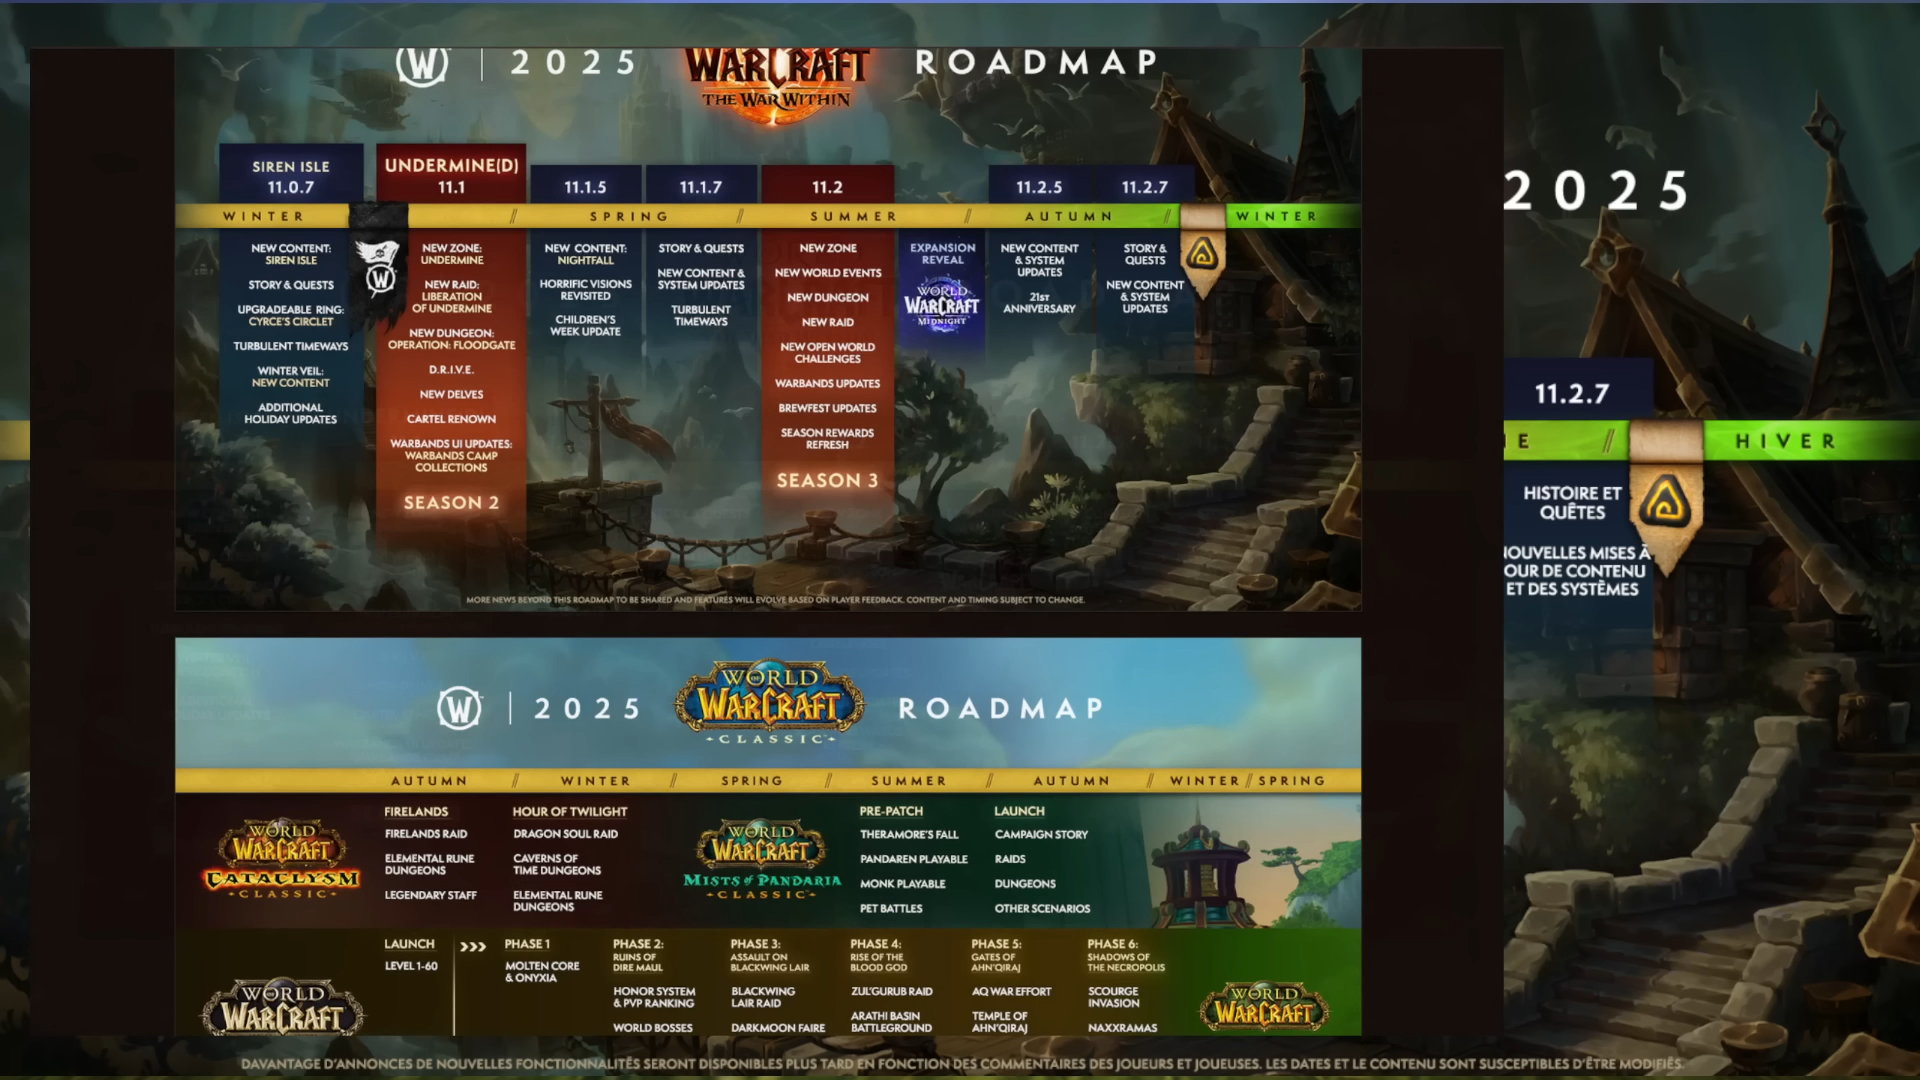 2025
WARCRAFT
THE WAR WITHIN
ROADMAP
SIREN ISLE
11.0.7
UNDERMINE(D)
11.1
11.1.5
11.1.7
11.2
11.2.5
11.2.7
WINTER // SPRING // SUMMER // AUTUMN // WINTER
NEW CONTENT:
SIREN ISLE
STORY & QUESTS
UPGRADEABLE RING:
CYRCE'S CIRCLET
TURBULENT TIMEWAYS
WINTER VEIL:
NEW CONTENT
ADDITIONAL
HOLIDAY UPDATES
NEW ZONE:
UNDERMINE
NEW RAID:
LIBERATION
OF UNDERMINE
NEW DUNGEON:
OPERATION: FLOODGATE
D.R.I.V.E.
NEW DELVES
CARTEL RENOWN
WARBANDS UI UPDATES:
WARBANDS CAMP
COLLECTIONS
SEASON 2
NEW CONTENT:
NIGHTFALL
HORRIFIC VISIONS
REVISITED
CHILDREN'S
WEEK UPDATE
STORY & QUESTS
NEW CONTENT &
SYSTEM UPDATES
TURBULENT
TIMEWAYS
NEW ZONE
NEW WORLD EVENTS
NEW DUNGEON
NEW RAID
NEW OPEN WORLD
CHALLENGES
WARBANDS UPDATES
BREWFEST UPDATES
SEASON REWARDS
REFRESH
SEASON 3
EXPANSION
REVEAL
WORLD
WARCRAFT
MIDNIGHT
NEW CONTENT
& SYSTEM
UPDATES
21ST
ANNIVERSARY
STORY &
QUESTS
NEW CONTENT
& SYSTEM
UPDATES
MORE NEWS BEYOND THIS ROADMAP TO BE SHARED AND FEATURES WILL EVOLVE BASED ON PLAYER FEEDBACK. CONTENT AND TIMING SUBJECT TO CHANGE.
2025
WORLD
WARCRAFT
CLASSIC
ROADMAP
AUTUMN // WINTER // SPRING // SUMMER // AUTUMN // WINTER // SPRING
WORLD
WARCRAFT
CATACLYSM
CLASSIC
FIRELANDS
FIRELANDS RAID
ELEMENTAL RUNE
DUNGEONS
LEGENDARY STAFF
HOUR OF TWILIGHT
DRAGON SOUL RAID
CAVERNS OF
TIME DUNGEONS
ELEMENTAL RUNE
DUNGEONS
WORLD
WARCRAFT
MISTS of PANDARIA
CLASSIC
PRE-PATCH
THERAMORE'S FALL
PANDAREN PLAYABLE
MONK PLAYABLE
PET BATTLES
LAUNCH
CAMPAIGN STORY
RAIDS
DUNGEONS
OTHER SCENARIOS
WORLD
WARCRAFT
LAUNCH
LEVEL 1-60
>>>
PHASE 1
MOLTEN CORE
& ONYXIA
PHASE 2:
RUINS OF
DIRE MAUL
HONOR SYSTEM
& PVP RANKING
WORLD BOSSES
PHASE 3:
ASSAULT ON
BLACKWING LAIR
BLACKWING
LAIR RAID
DARKMOON FAIRE
PHASE 4:
RISE OF THE
BLOOD GOD
ZUL'GURUB RAID
ARATHI BASIN
BATTLEGROUND
PHASE 5:
GATES OF
AHN'QIRAJ
AQ WAR EFFORT
TEMPLE OF
AHN'QIRAJ
PHASE 6:
SHADOWS OF
THE NECROPOLIS
SCOURGE
INVASION
NAXXRAMAS
WORLD
WARCRAFT
2025
11.2.7
E // HIVER
HISTOIRE ET
QUÊTES
NOUVELLES MISES À
OUR DE CONTENU
ET DES SYSTÈMES
DAVANTAGE D'ANNONCES DE NOUVELLES FONCTIONNALITÉS SERONT DISPONIBLES PLUS TARD EN FONCTION DES COMMENTAIRES DES JOUEURS ET JOUEUSES. LES DATES ET LE CONTENU SONT SUSCEPTIBLES D'ÊTRE MODIFIÉS.